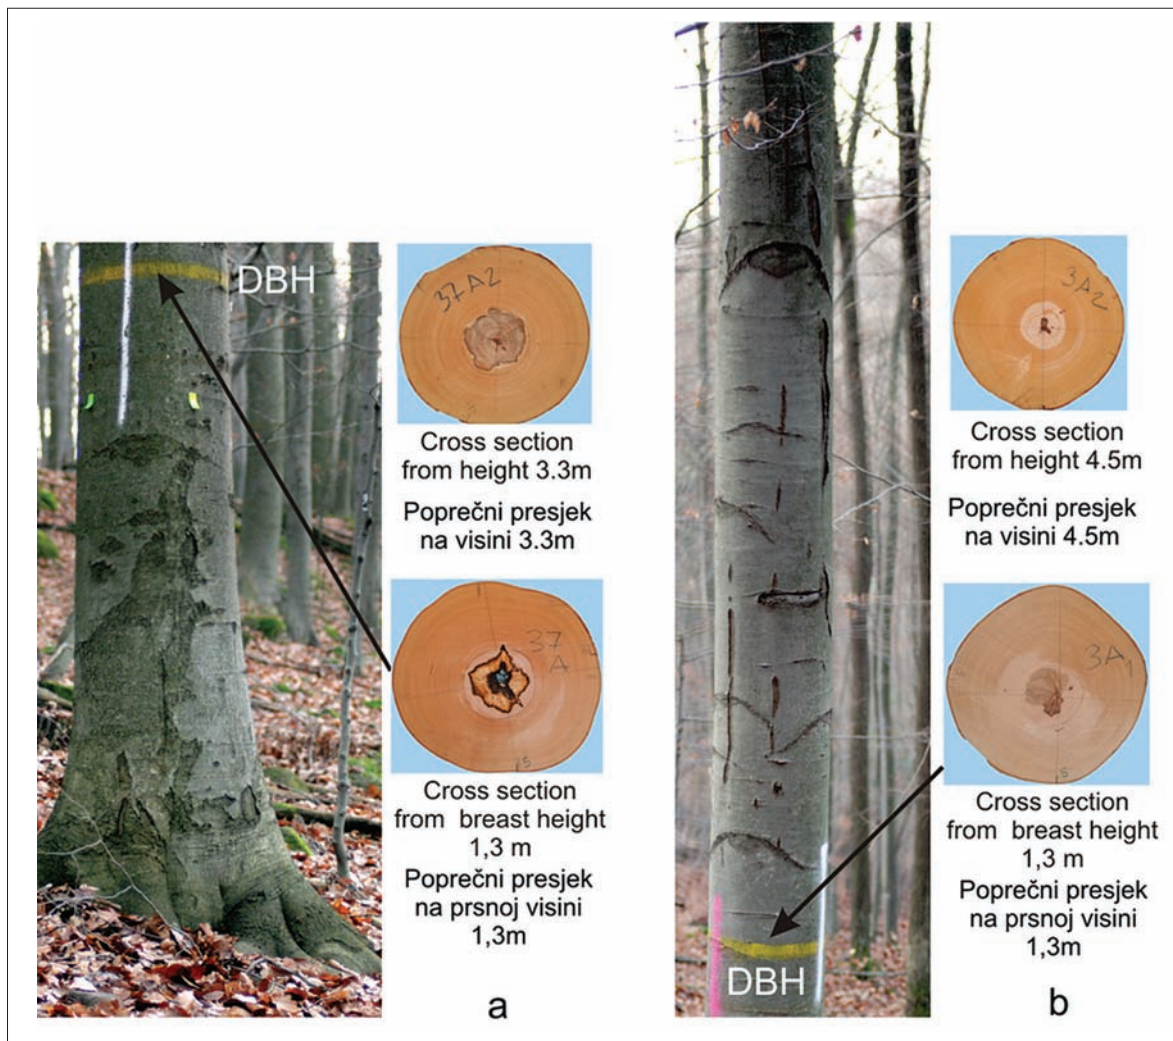 DBH
37A2
Cross section
from height 3.3m
Poprečni presjek
na visini 3.3m
37
A
5
Cross section
from breast height
1,3 m
Poprečni presjek
na prsnoj visini
1,3m
a
3A2
Cross section
from height 4.5m
Poprečni presjek
na visini 4.5m
3A1
5
Cross section
from breast height
1,3 m
Poprečni presjek
na prsnoj visini
1,3m
DBH
b